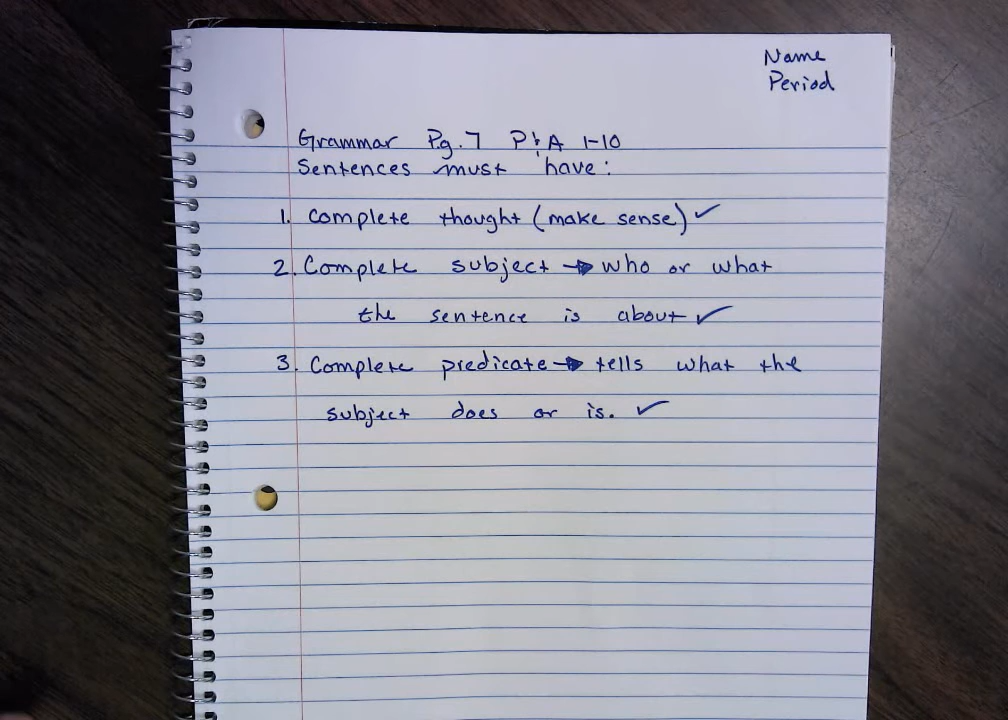 Name
Period
Grammar Pg. 7 P & A 1-10
Sentences must have:
1. Complete thought (make sense) ✓
2. Complete subject → who or what
the sentence is about ✓
3. Complete predicate → tells what the
subject does or is. ✓